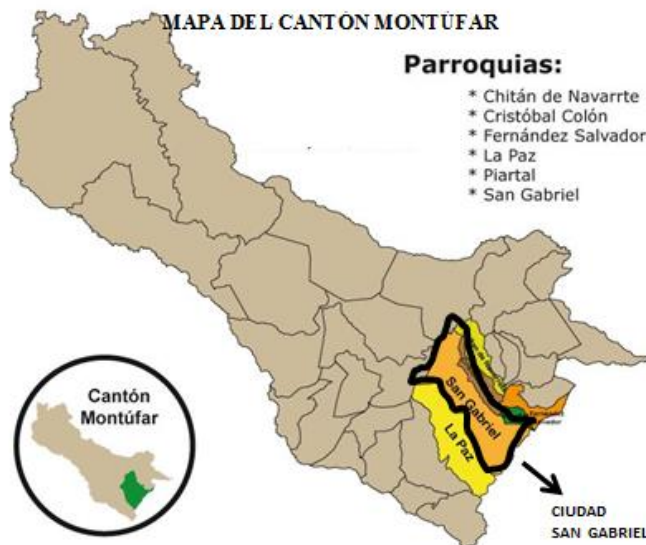 MAPA DEL CANTÓN MONTÚFAR
Parroquias:
* Chitán de Navarrte
* Cristóbal Colón
* Fernández Salvador
* La Paz
* Piartal
* San Gabriel
San Gabriel
La Paz
Cantón
Montúfar
CIUDAD
SAN GABRIEL